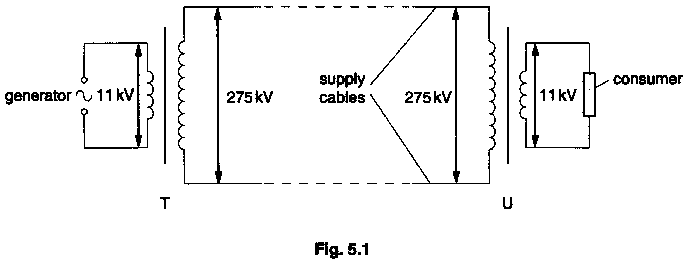 generator
11 kV
275 kV
supply
cables
275 kV
11 kV
consumer
T
U
Fig. 5.1